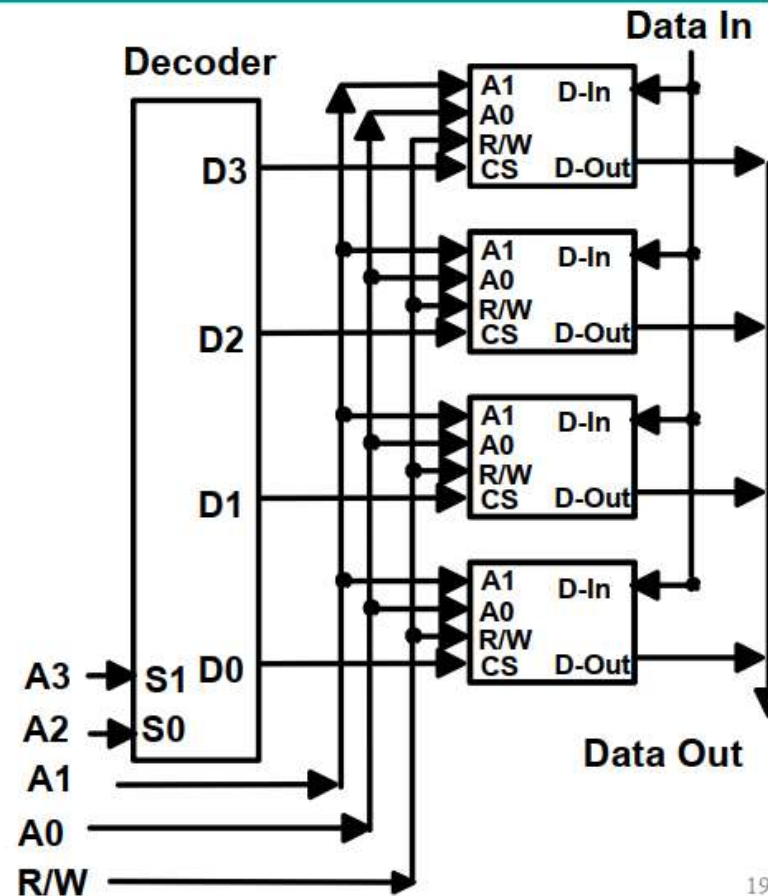 Data In
Decoder
A1
D-In
A0
R/W
CS
D-Out
D3
A1
D-In
A0
R/W
CS
D-Out
D2
A1
D-In
A0
R/W
CS
D-Out
D1
A1
D-In
A0
R/W
CS
D-Out
D0
A3
S1
A2
S0
Data Out
A1
A0
R/W
19